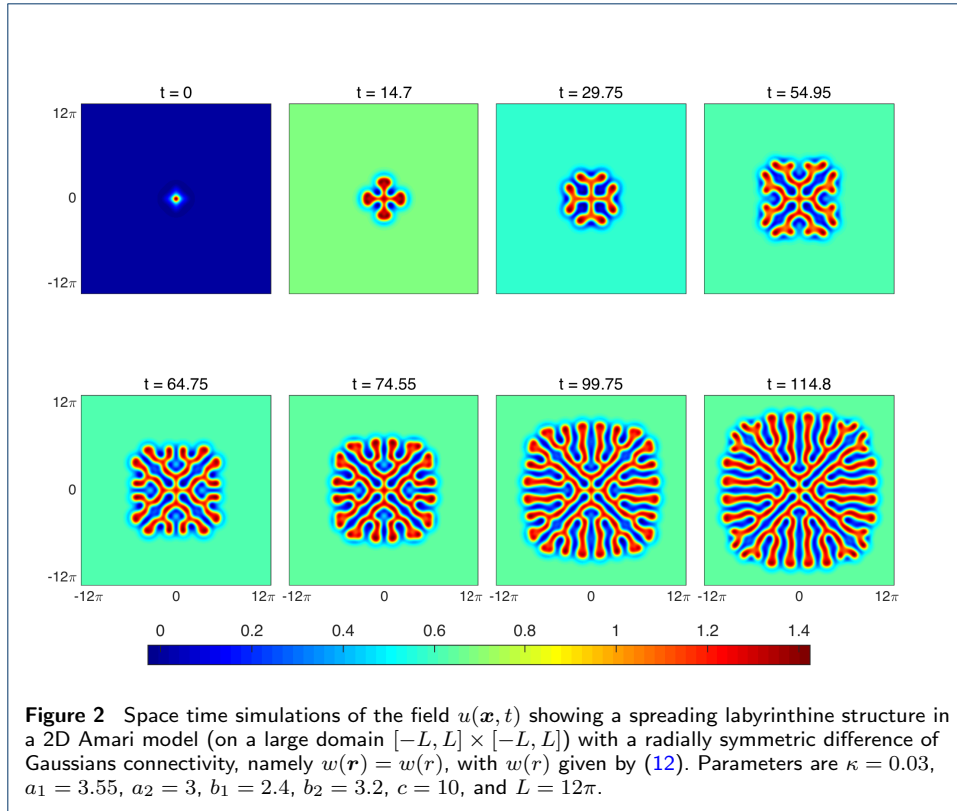 t = 0
t = 14.7
t = 29.75
t = 54.95
12π
0
-12π
t = 64.75
t = 74.55
t = 99.75
t = 114.8
12π
0
-12π
-12π 0 12π
-12π 0 12π
-12π 0 12π
-12π 0 12π
0 0.2 0.4 0.6 0.8 1 1.2 1.4
Figure 2 Space time simulations of the field u(x, t) showing a spreading labyrinthine structure in
a 2D Amari model (on a large domain [−L, L] × [−L, L]) with a radially symmetric difference of
Gaussians connectivity, namely w(r) = w(r), with w(r) given by (12). Parameters are κ = 0.03,
a₁ = 3.55, a₂ = 3, b₁ = 2.4, b₂ = 3.2, c = 10, and L = 12π.